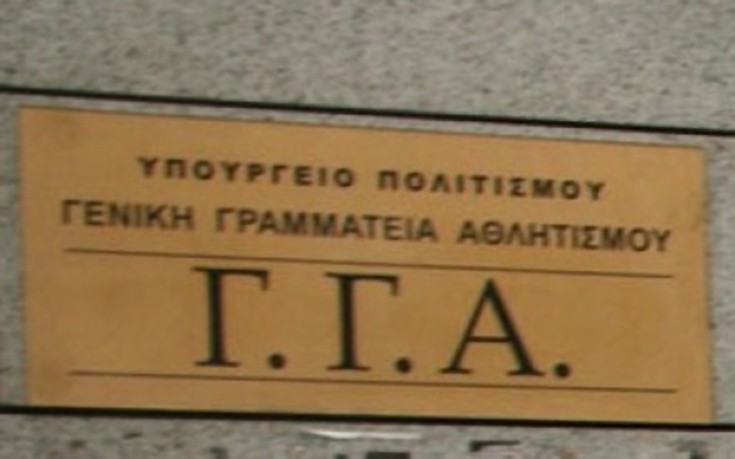 ΥΠΟΥΡΓΕΙΟ ΠΟΛΙΤΙΣΜΟΥ
ΓΕΝΙΚΗ ΓΡΑΜΜΑΤΕΙΑ ΑΘΛΗΤΙΣΜΟΥ
Γ.Γ.Α.